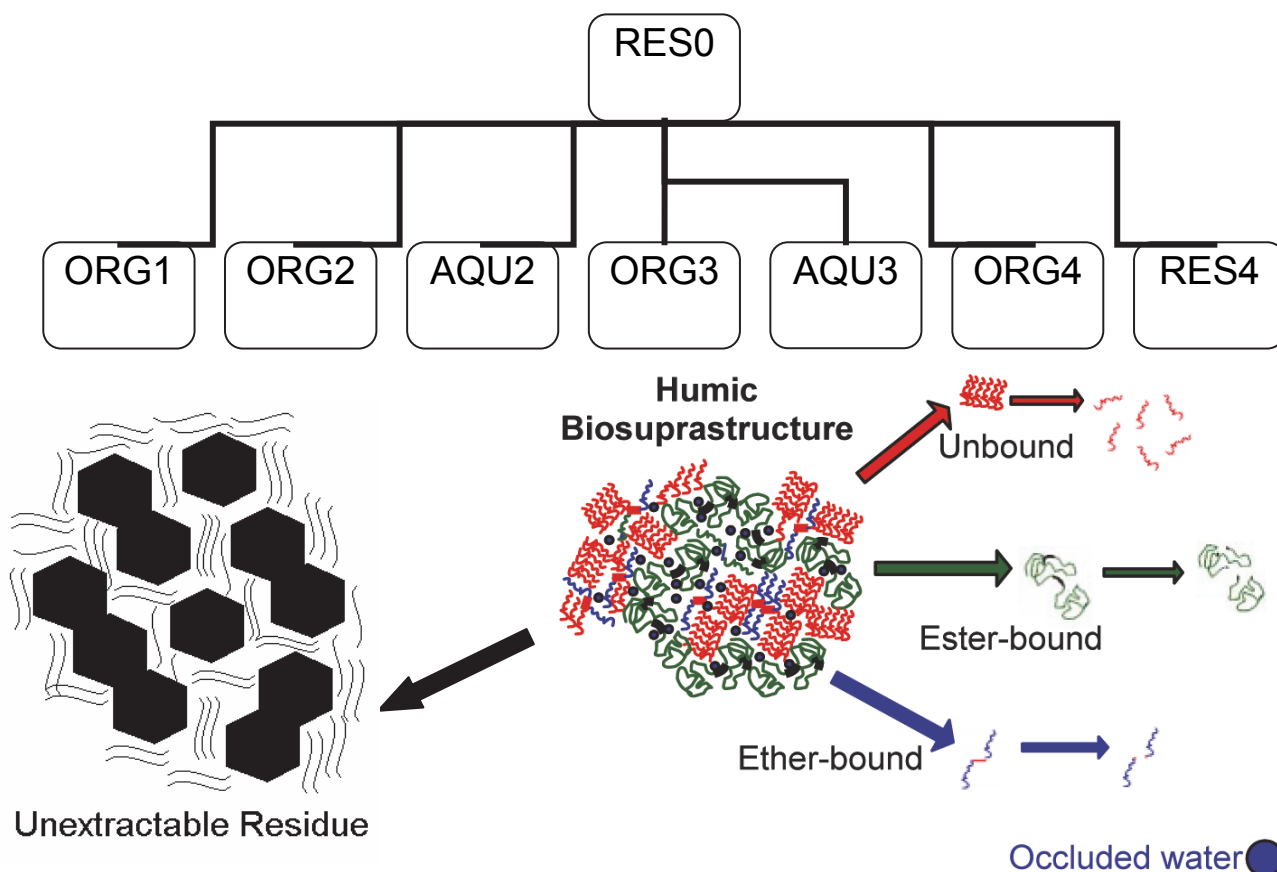 RES0
ORG1
ORG2
AQU2
ORG3
AQU3
ORG4
RES4
Humic
Biosuprastructure
Unbound
Ester-bound
Ether-bound
Unextractable Residue
Occluded water